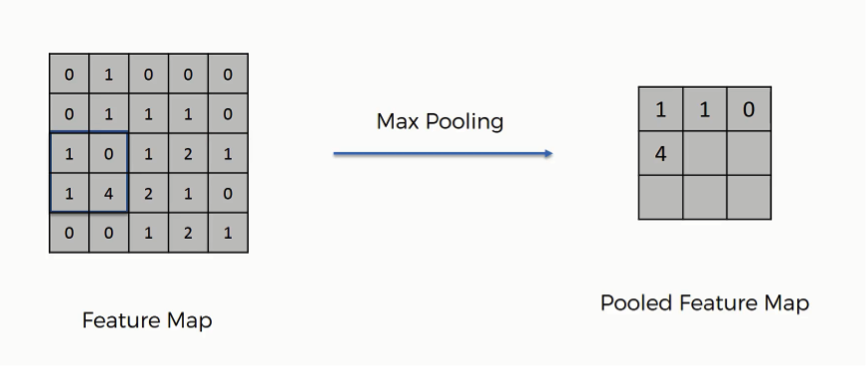 0 1 0 0 0
0 1 1 1 0
1 0 1 2 1
1 4 2 1 0
0 0 1 2 1
Feature Map
Max Pooling
1 1 0
4
Pooled Feature Map